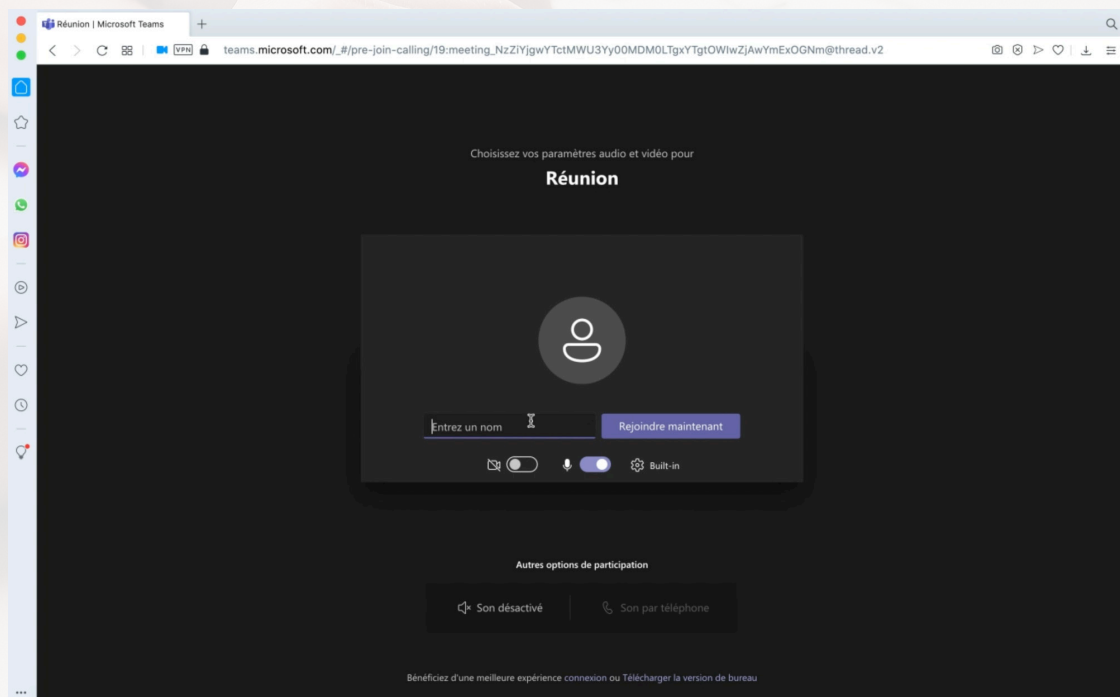 Réunion | Microsoft Teams
VPN
teams.microsoft.com/_#/pre-join-calling/19:meeting_NzZiYjgwYTctMWU3Yy00MDM0LTgxYTgtOWIwZjAwYmExOGNm@thread.v2
Choisissez vos paramètres audio et vidéo pour
Réunion
Entrez un nom
Rejoindre maintenant
Built-in
Autres options de participation
Son désactivé
Son par téléphone
Bénéficiez d'une meilleure expérience connexion ou Télécharger la version de bureau